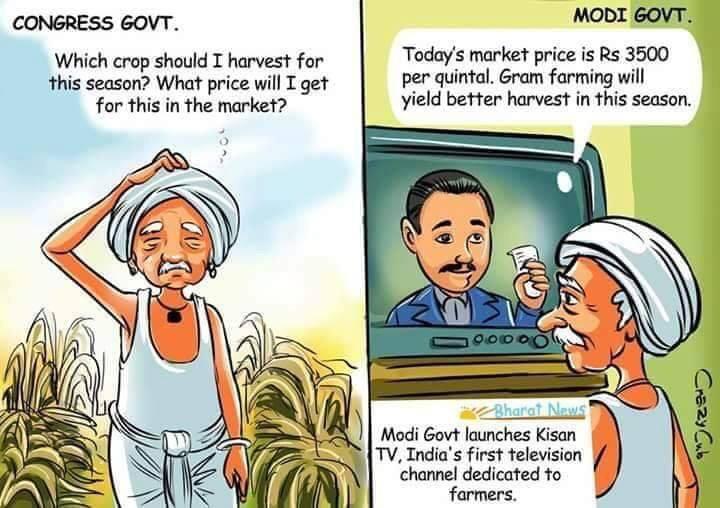 CONGRESS GOVT.
Which crop should I harvest for
this season? What price will I get
for this in the market?
MODI GOVT.
Today's market price is Rs 3500
per quintal. Gram farming will
yield better harvest in this season.
Bharat News
Modi Govt launches Kisan
TV, India's first television
channel dedicated to
farmers.
CRAZY Cub